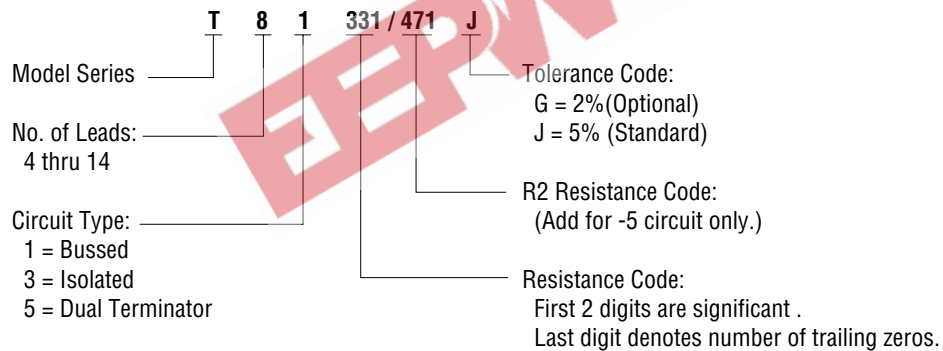 T 8 1 331 / 471 J
Model Series
No. of Leads:
4 thru 14
Circuit Type:
1 = Bussed
3 = Isolated
5 = Dual Terminator
Tolerance Code:
G = 2%(Optional)
J = 5% (Standard)
R2 Resistance Code:
(Add for -5 circuit only.)
Resistance Code:
First 2 digits are significant .
Last digit denotes number of trailing zeros.
EEPW